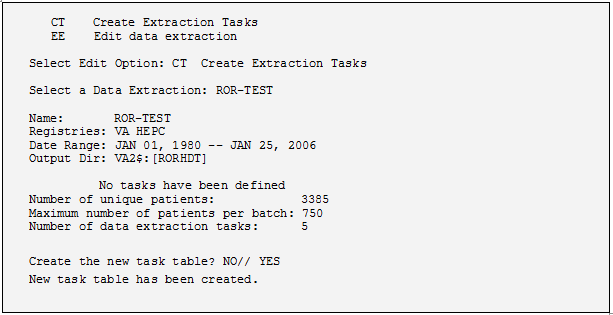 CT    Create Extraction Tasks
EE    Edit data extraction
Select Edit Option: CT  Create Extraction Tasks
Select a Data Extraction: ROR-TEST
Name:       ROR-TEST
Registries: VA HEPC
Date Range: JAN 01, 1980 -- JAN 25, 2006
Output Dir: VA2$:[RORHDT]
No tasks have been defined
Number of unique patients:            3385
Maximum number of patients per batch: 750
Number of data extraction tasks:      5
Create the new task table? NO// YES
New task table has been created.